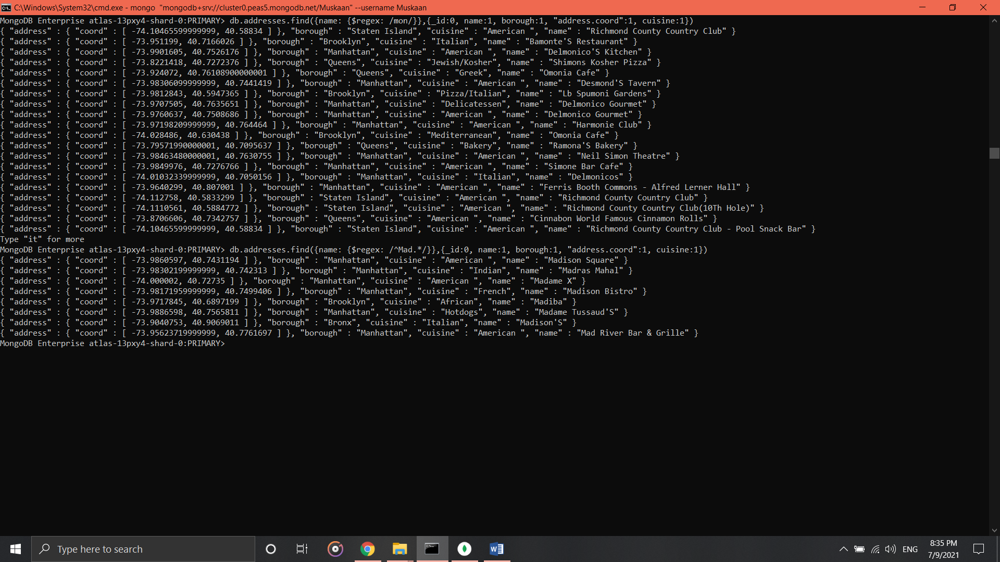 C:\Windows\System32\cmd.exe - mongo  "mongodb+srv://cluster0.peas5.mongodb.net/Muskaan" --username Muskaan
MongoDB Enterprise atlas-13pxy4-shard-0:PRIMARY> db.addresses.find({name: {$regex: /mon/}},{_id:0, name:1, borough:1, "address.coord":1, cuisine:1})
{ "address" : { "coord" : [ -74.10465599999999, 40.58834 ] }, "borough" : "Staten Island", "cuisine" : "American ", "name" : "Richmond County Country Club" }
{ "address" : { "coord" : [ -73.951199, 40.7166026 ] }, "borough" : "Brooklyn", "cuisine" : "Italian", "name" : "Bamonte'S Restaurant" }
{ "address" : { "coord" : [ -73.9901605, 40.7526176 ] }, "borough" : "Manhattan", "cuisine" : "American ", "name" : "Delmonico'S Kitchen" }
{ "address" : { "coord" : [ -73.8221418, 40.7272376 ] }, "borough" : "Queens", "cuisine" : "Jewish/Kosher", "name" : "Shimons Kosher Pizza" }
{ "address" : { "coord" : [ -73.924072, 40.76108900000001 ] }, "borough" : "Queens", "cuisine" : "Greek", "name" : "Omonia Cafe" }
{ "address" : { "coord" : [ -73.98306099999999, 40.7441419 ] }, "borough" : "Manhattan", "cuisine" : "American ", "name" : "Desmond'S Tavern" }
{ "address" : { "coord" : [ -73.9812843, 40.5947365 ] }, "borough" : "Brooklyn", "cuisine" : "Pizza/Italian", "name" : "Lb Spumoni Gardens" }
{ "address" : { "coord" : [ -73.9707505, 40.7635651 ] }, "borough" : "Manhattan", "cuisine" : "Delicatessen", "name" : "Delmonico Gourmet" }
{ "address" : { "coord" : [ -73.9760637, 40.7508686 ] }, "borough" : "Manhattan", "cuisine" : "American ", "name" : "Delmonico Gourmet" }
{ "address" : { "coord" : [ -73.97198209999999, 40.764464 ] }, "borough" : "Manhattan", "cuisine" : "American ", "name" : "Harmonie Club" }
{ "address" : { "coord" : [ -74.028486, 40.630438 ] }, "borough" : "Brooklyn", "cuisine" : "Mediterranean", "name" : "Omonia Cafe" }
{ "address" : { "coord" : [ -73.79571990000001, 40.7095637 ] }, "borough" : "Queens", "cuisine" : "Bakery", "name" : "Ramona'S Bakery" }
{ "address" : { "coord" : [ -73.98463480000001, 40.7630755 ] }, "borough" : "Manhattan", "cuisine" : "American ", "name" : "Neil Simon Theatre" }
{ "address" : { "coord" : [ -73.9849976, 40.7276766 ] }, "borough" : "Manhattan", "cuisine" : "American ", "name" : "Simone Bar Cafe" }
{ "address" : { "coord" : [ -74.01032339999999, 40.7050156 ] }, "borough" : "Manhattan", "cuisine" : "Italian", "name" : "Delmonicos" }
{ "address" : { "coord" : [ -73.9640299, 40.807001 ] }, "borough" : "Manhattan", "cuisine" : "American ", "name" : "Ferris Booth Commons - Alfred Lerner Hall" }
{ "address" : { "coord" : [ -74.112758, 40.5833299 ] }, "borough" : "Staten Island", "cuisine" : "American ", "name" : "Richmond County Country Club" }
{ "address" : { "coord" : [ -74.1110561, 40.5884772 ] }, "borough" : "Staten Island", "cuisine" : "American ", "name" : "Richmond County Country Club(10Th Hole)" }
{ "address" : { "coord" : [ -73.8706606, 40.7342757 ] }, "borough" : "Queens", "cuisine" : "American ", "name" : "Cinnabon World Famous Cinnamon Rolls" }
{ "address" : { "coord" : [ -74.10465599999999, 40.58834 ] }, "borough" : "Staten Island", "cuisine" : "American ", "name" : "Richmond County Country Club - Pool Snack Bar" }
Type "it" for more
MongoDB Enterprise atlas-13pxy4-shard-0:PRIMARY> db.addresses.find({name: {$regex: /^Mad.*/}},{_id:0, name:1, borough:1, "address.coord":1, cuisine:1})
{ "address" : { "coord" : [ -73.9860597, 40.7431194 ] }, "borough" : "Manhattan", "cuisine" : "American ", "name" : "Madison Square" }
{ "address" : { "coord" : [ -73.98302199999999, 40.742313 ] }, "borough" : "Manhattan", "cuisine" : "Indian", "name" : "Madras Mahal" }
{ "address" : { "coord" : [ -74.000002, 40.72735 ] }, "borough" : "Manhattan", "cuisine" : "American ", "name" : "Madame X" }
{ "address" : { "coord" : [ -73.98171959999999, 40.7499406 ] }, "borough" : "Manhattan", "cuisine" : "French", "name" : "Madison Bistro" }
{ "address" : { "coord" : [ -73.9717845, 40.6897199 ] }, "borough" : "Brooklyn", "cuisine" : "African", "name" : "Madiba" }
{ "address" : { "coord" : [ -73.9886598, 40.7565811 ] }, "borough" : "Manhattan", "cuisine" : "Hotdogs", "name" : "Madame Tussaud'S" }
{ "address" : { "coord" : [ -73.9040753, 40.9069011 ] }, "borough" : "Bronx", "cuisine" : "Italian", "name" : "Madison'S" }
{ "address" : { "coord" : [ -73.95623719999999, 40.7761697 ] }, "borough" : "Manhattan", "cuisine" : "American ", "name" : "Mad River Bar & Grille" }
MongoDB Enterprise atlas-13pxy4-shard-0:PRIMARY>
Type here to search
ENG
8:35 PM
7/9/2021